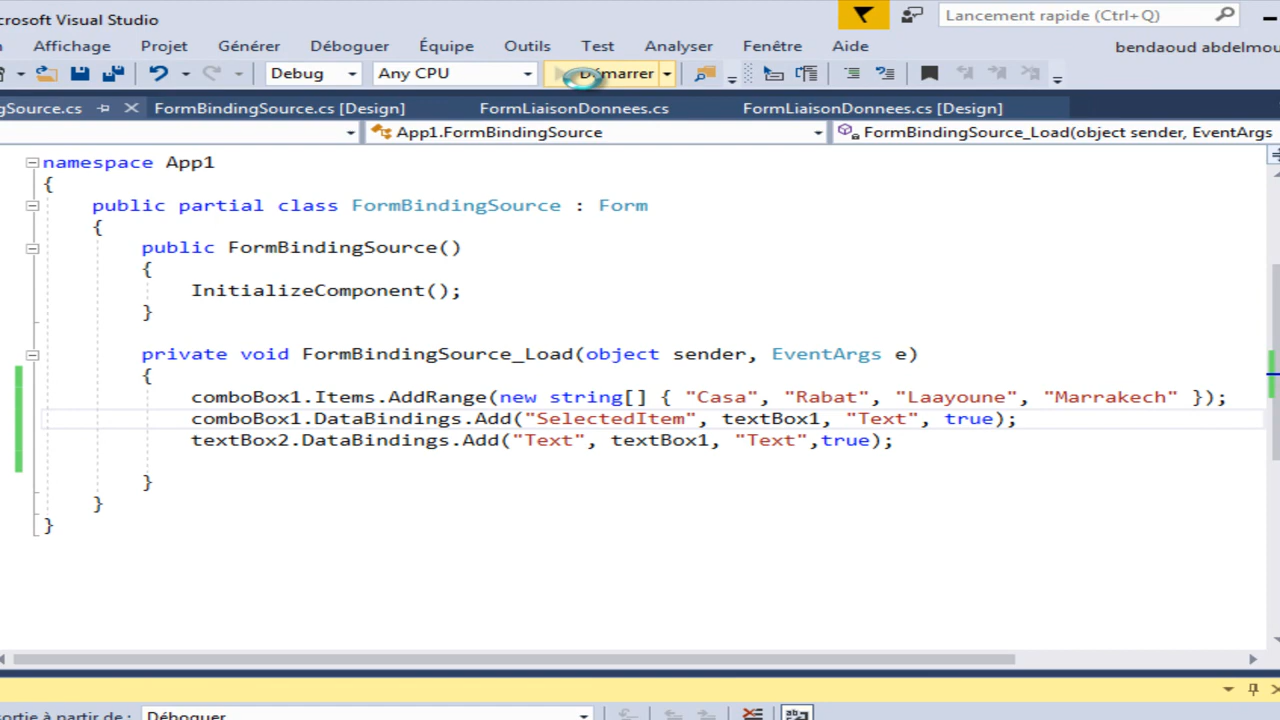 crosoft Visual Studio
Lancement rapide (Ctrl+Q)
Affichage Projet Générer Déboguer Équipe Outils Test Analyser Fenêtre Aide bendaoud abdelmou
Debug Any CPU Démarrer
gSource.cs FormBindingSource.cs [Design] FormLiaisonDonnees.cs FormLiaisonDonnees.cs [Design]
App1.FormBindingSource FormBindingSource_Load(object sender, EventArgs
namespace App1
{
public partial class FormBindingSource : Form
{
public FormBindingSource()
{
InitializeComponent();
}
private void FormBindingSource_Load(object sender, EventArgs e)
{
comboBox1.Items.AddRange(new string[] { "Casa", "Rabat", "Laayoune", "Marrakech" });
comboBox1.DataBindings.Add("SelectedItem", textBox1, "Text", true);
textBox2.DataBindings.Add("Text", textBox1, "Text",true);
}
}
}
sortie à partir de : Déboguer